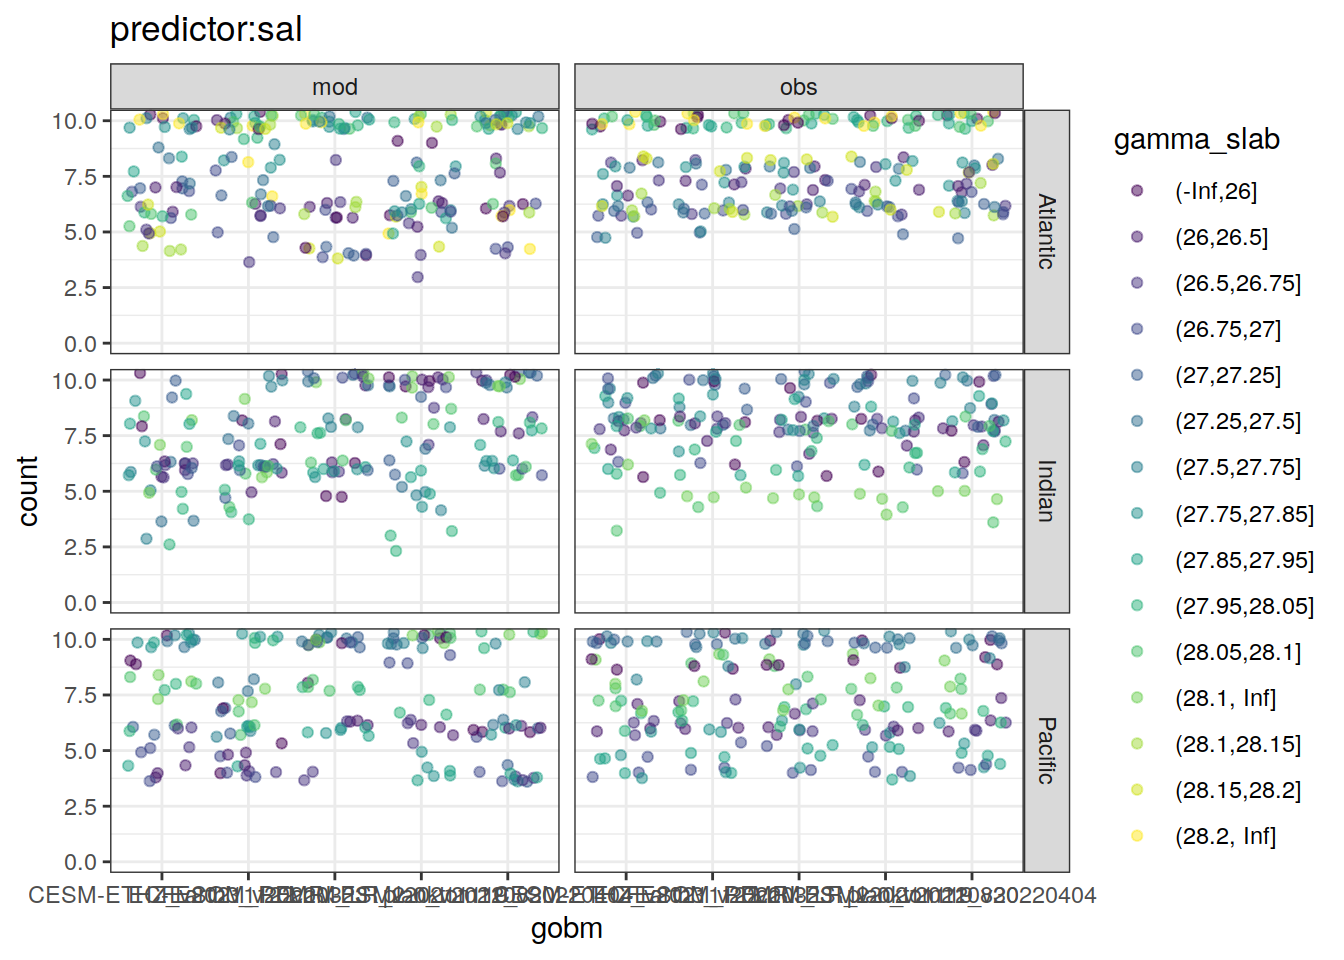 predictor:sal
mod
obs
10.0
7.5
5.0
2.5
0.0
Atlantic
10.0
7.5
5.0
2.5
0.0
Indian
10.0
7.5
5.0
2.5
0.0
Pacific
count
gobm
gamma_slab
(-Inf,26]
(26,26.5]
(26.5,26.75]
(26.75,27]
(27,27.25]
(27.25,27.5]
(27.5,27.75]
(27.75,27.85]
(27.85,27.95]
(27.95,28.05]
(28.05,28.1]
(28.1, Inf]
(28.1,28.15]
(28.15,28.2]
(28.2, Inf]